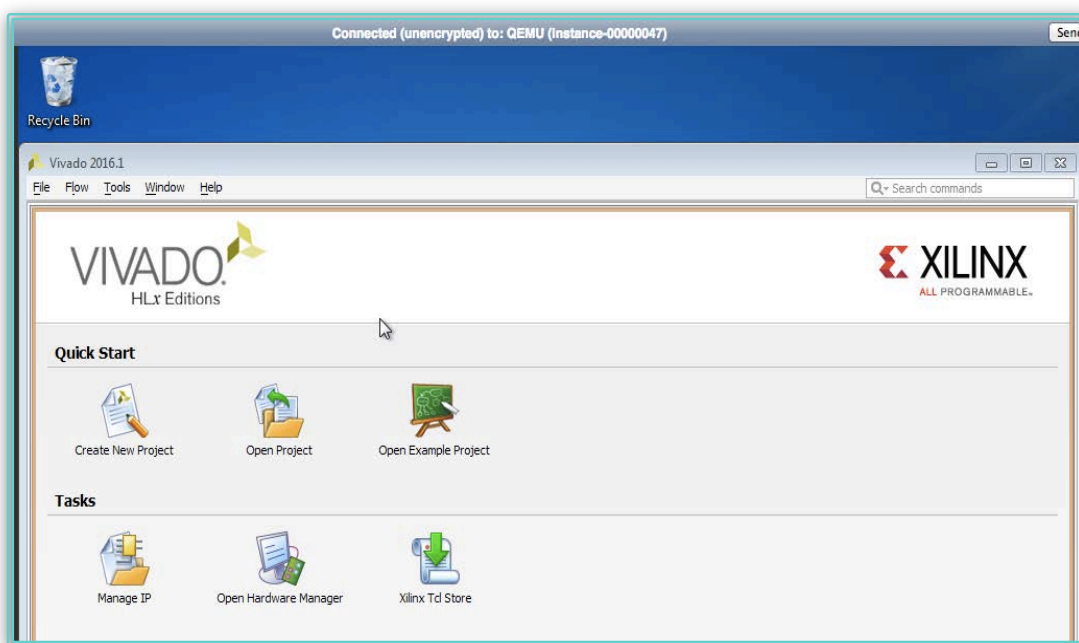 Connected (unencrypted) to: QEMU (Instance-00000047)
Send
Recycle Bin
Vivado 2016.1
File Flow Tools Window Help
Search commands
VIVADO.
HLx Editions
XILINX
ALL PROGRAMMABLE™
Quick Start
Create New Project
Open Project
Open Example Project
Tasks
Manage IP
Open Hardware Manager
Xilinx Tcl Store